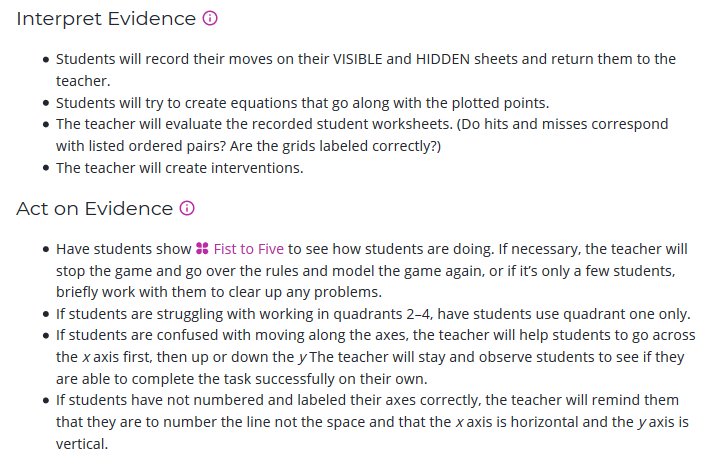 Interpret Evidence
• Students will record their moves on their VISIBLE and HIDDEN sheets and return them to the
teacher.
• Students will try to create equations that go along with the plotted points.
• The teacher will evaluate the recorded student worksheets. (Do hits and misses correspond
with listed ordered pairs? Are the grids labeled correctly?)
• The teacher will create interventions.
Act on Evidence
• Have students show Fist to Five to see how students are doing. If necessary, the teacher will
stop the game and go over the rules and model the game again, or if it’s only a few students,
briefly work with them to clear up any problems.
• If students are struggling with working in quadrants 2–4, have students use quadrant one only.
• If students are confused with moving along the axes, the teacher will help students to go across
the x axis first, then up or down the y The teacher will stay and observe students to see if they
are able to complete the task successfully on their own.
• If students have not numbered and labeled their axes correctly, the teacher will remind them
that they are to number the line not the space and that the x axis is horizontal and the y axis is
vertical.